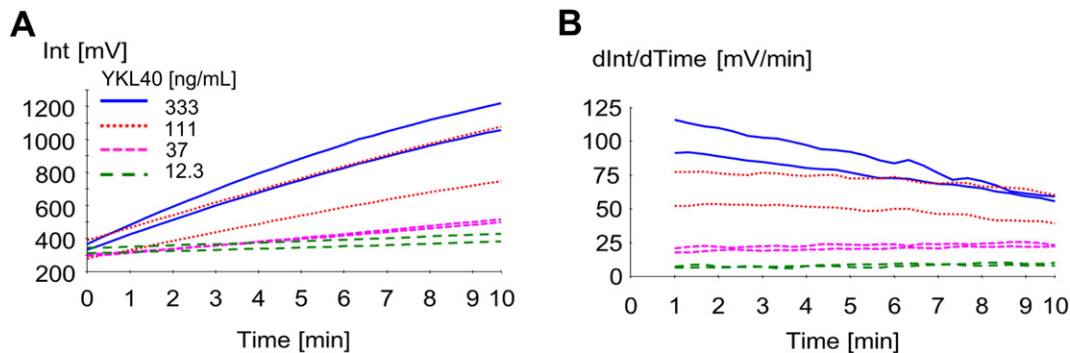 A
Int [mV]
YKL40 [ng/mL]
333
111
37
12.3
1200
1000
800
600
400
200
0 1 2 3 4 5 6 7 8 9 10
Time [min]
B
dInt/dTime [mV/min]
125
100
75
50
25
0
0 1 2 3 4 5 6 7 8 9 10
Time [min]